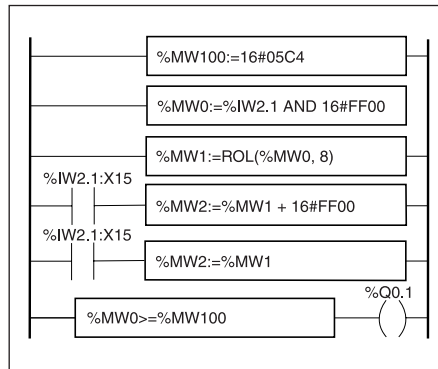 %MW100:=16#05C4
%MW0:=%IW2.1 AND 16#FF00
%MW1:=ROL(%MW0, 8)
%IW2.1:X15
%MW2:=%MW1 + 16#FF00
%IW2.1:X15
%MW2:=%MW1
%Q0.1
%MW0>=%MW100